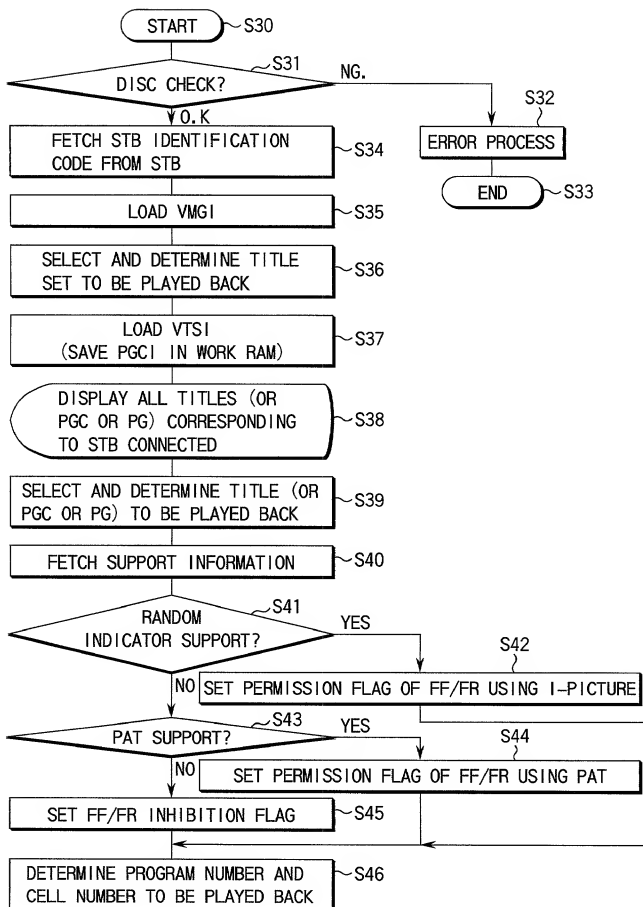 START
S30
S31
DISC CHECK?
NG.
O.K
S32
ERROR PROCESS
END
S33
FETCH STB IDENTIFICATION
CODE FROM STB
S34
LOAD VMGI
S35
SELECT AND DETERMINE TITLE
SET TO BE PLAYED BACK
S36
LOAD VTSI
(SAVE PGCI IN WORK RAM)
S37
DISPLAY ALL TITLES (OR
PGC OR PG) CORRESPONDING
TO STB CONNECTED
S38
SELECT AND DETERMINE TITLE (OR
PGC OR PG) TO BE PLAYED BACK
S39
FETCH SUPPORT INFORMATION
S40
S41
RANDOM
INDICATOR SUPPORT?
YES
NO
S42
SET PERMISSION FLAG OF FF/FR USING I-PICTURE
S43
PAT SUPPORT?
YES
NO
S44
SET PERMISSION FLAG OF FF/FR USING PAT
SET FF/FR INHIBITION FLAG
S45
DETERMINE PROGRAM NUMBER AND
CELL NUMBER TO BE PLAYED BACK
S46